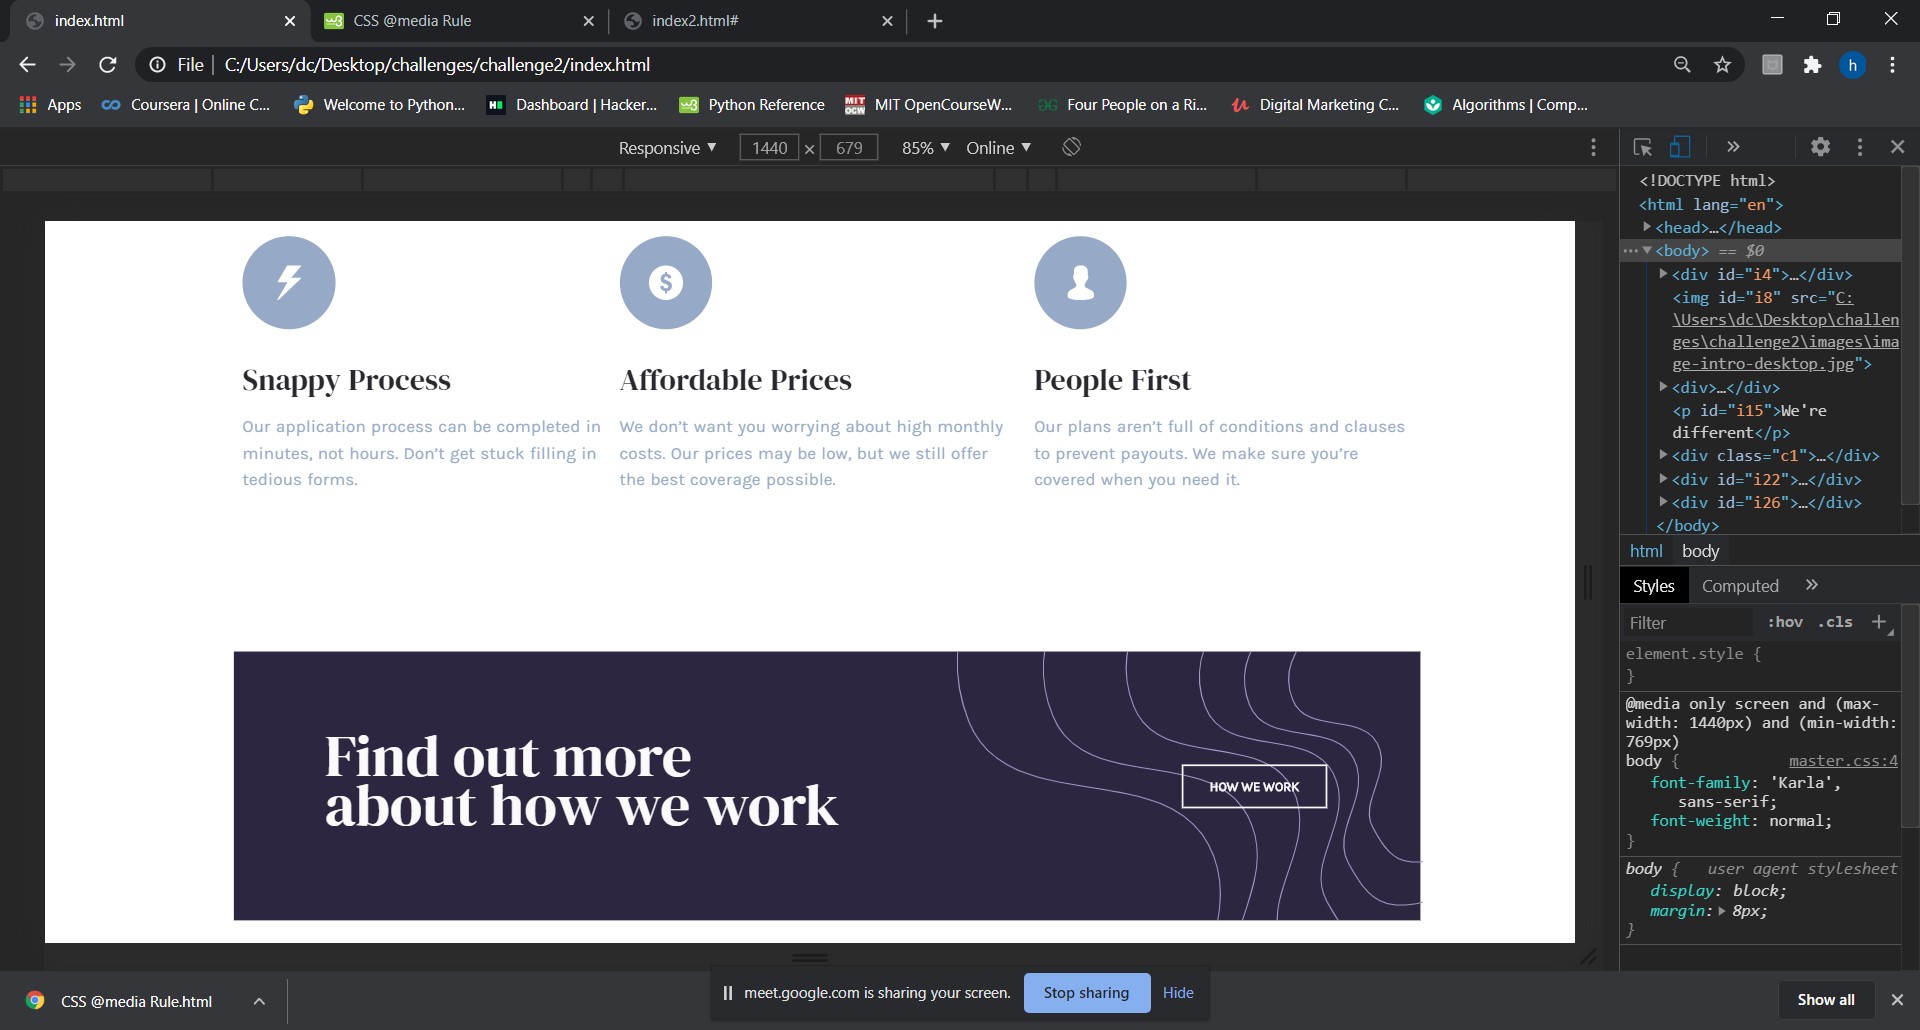 index.html
CSS @media Rule
index2.html#
File
C:/Users/dc/Desktop/challenges/challenge2/index.html
h
Apps
Coursera | Online C...
Welcome to Python...
Dashboard | Hacker...
Python Reference
MIT OpenCourseW...
Four People on a Ri...
Digital Marketing C...
Algorithms | Comp...
Responsive ▼ 1440 × 679 85% ▼ Online ▼
Snappy Process
Our application process can be completed in
minutes, not hours. Don't get stuck filling in
tedious forms.
$
Affordable Prices
We don't want you worrying about high monthly
costs. Our prices may be low, but we still offer
the best coverage possible.
People First
Our plans aren't full of conditions and clauses
to prevent payouts. We make sure you're
covered when you need it.
Find out more
about how we work
HOW WE WORK
<!DOCTYPE html>
<html lang="en">
<head>…</head>
<body> == $0
<div id="i4">…</div>
<img id="i8" src="C:
\Users\dc\Desktop\challen
ges\challenge2\images\ima
ge-intro-desktop.jpg">
<div>…</div>
<p id="i15">We're
different</p>
<div class="c1">…</div>
<div id="i22">…</div>
<div id="i26">…</div>
</body>
html body
Styles Computed »
Filter :hov .cls +
element.style {
}
@media only screen and (max-
width: 1440px) and (min-width:
769px)
body { master.css:4
font-family: 'Karla',
sans-serif;
font-weight: normal;
}
body { user agent stylesheet
display: block;
margin: 8px;
}
CSS @media Rule.html
meet.google.com is sharing your screen.
Stop sharing
Hide
Show all